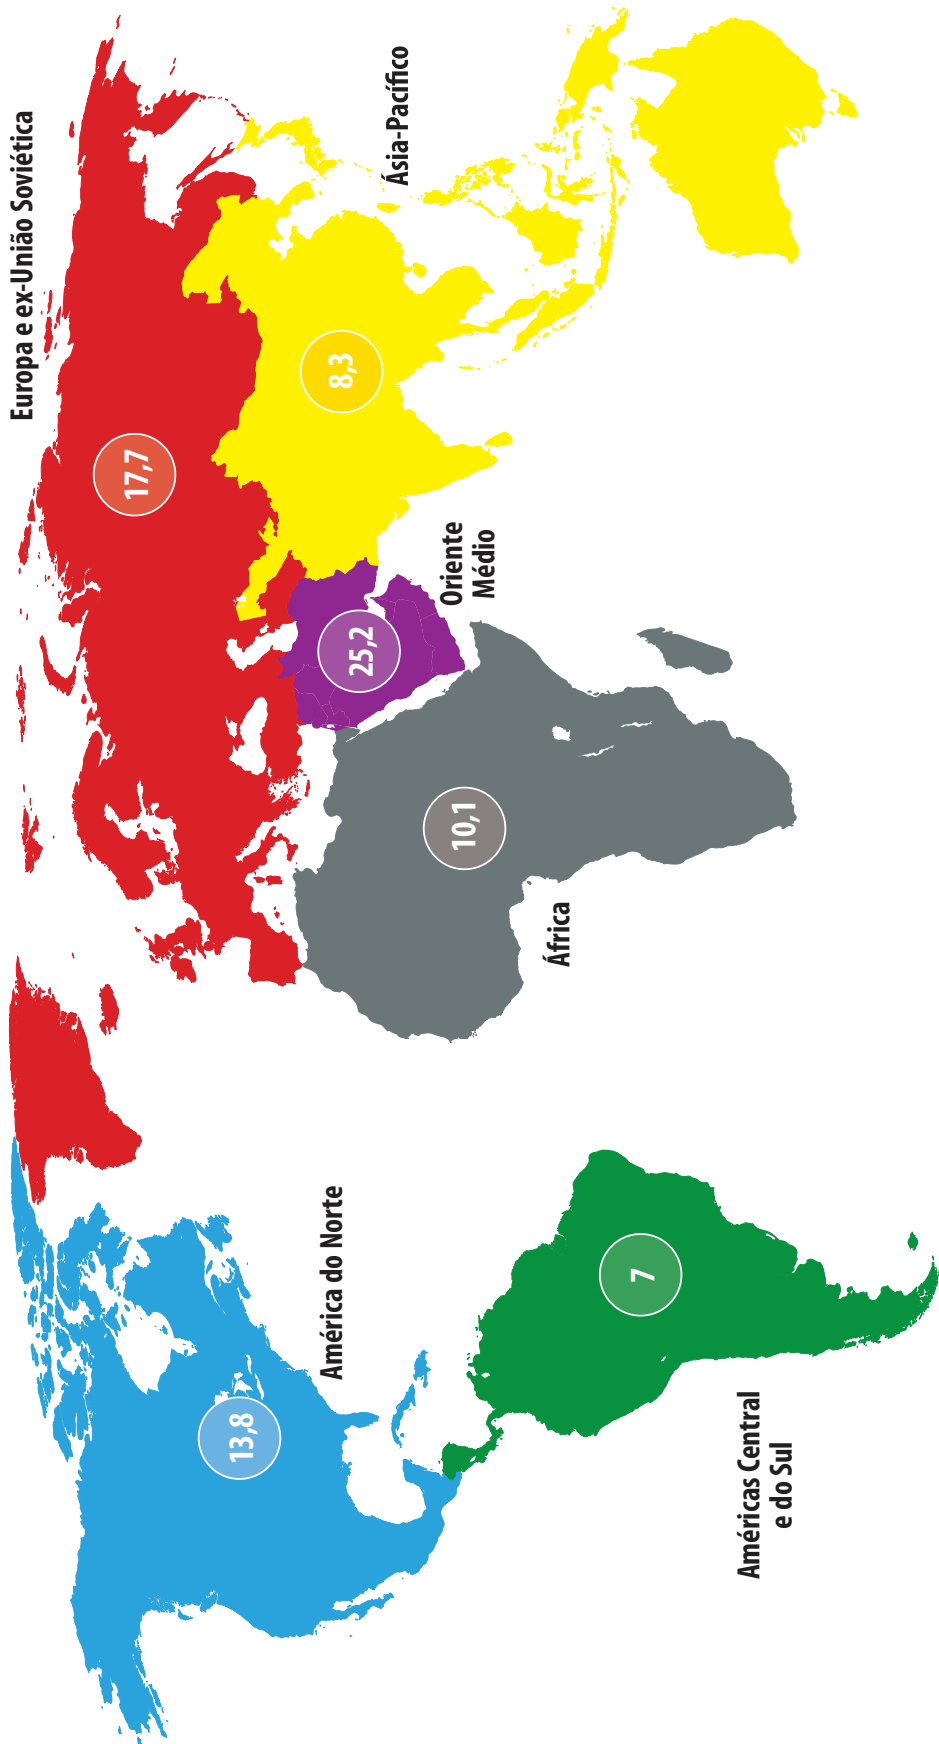 Europa e ex-União Soviética
17,7
Ásia-Pacífico
8,3
Oriente
Médio
25,2
10,1
África
América do Norte
13,8
7
Américas Central
e do Sul